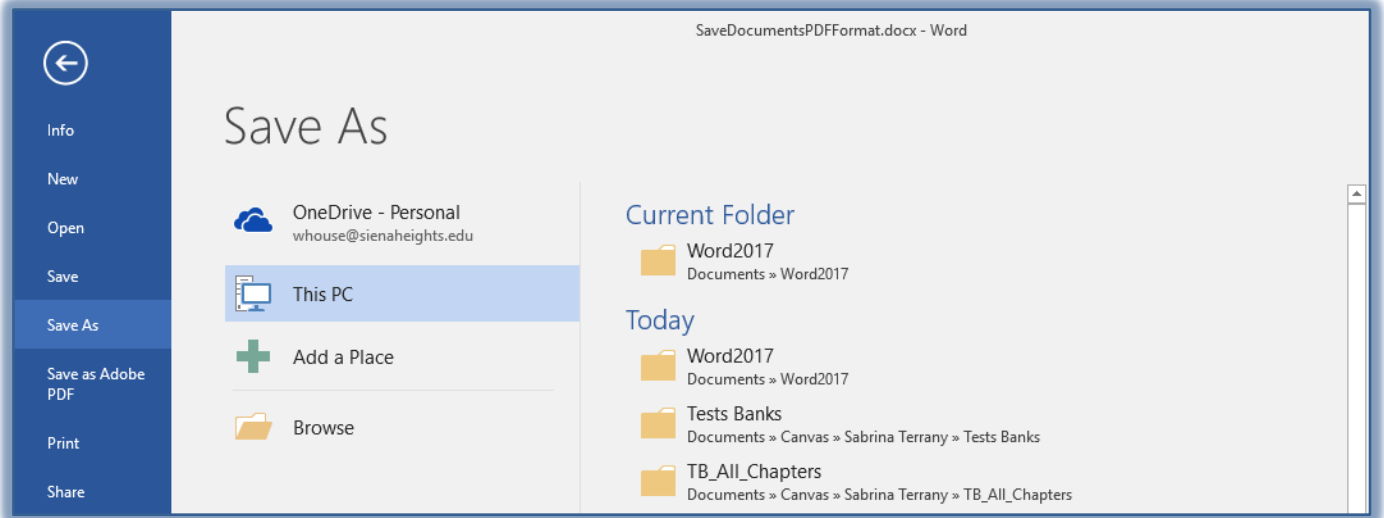 SaveDocumentsPDFFormat.docx - Word
Info
New
Open
Save
Save As
Save as Adobe
PDF
Print
Share
Save As
OneDrive - Personal
whouse@sienaheights.edu
This PC
Add a Place
Browse
Current Folder
Word2017
Documents » Word2017
Today
Word2017
Documents » Word2017
Tests Banks
Documents » Canvas » Sabrina Terrany » Tests Banks
TB_All_Chapters
Documents » Canvas » Sabrina Terrany » TB_All_Chapters